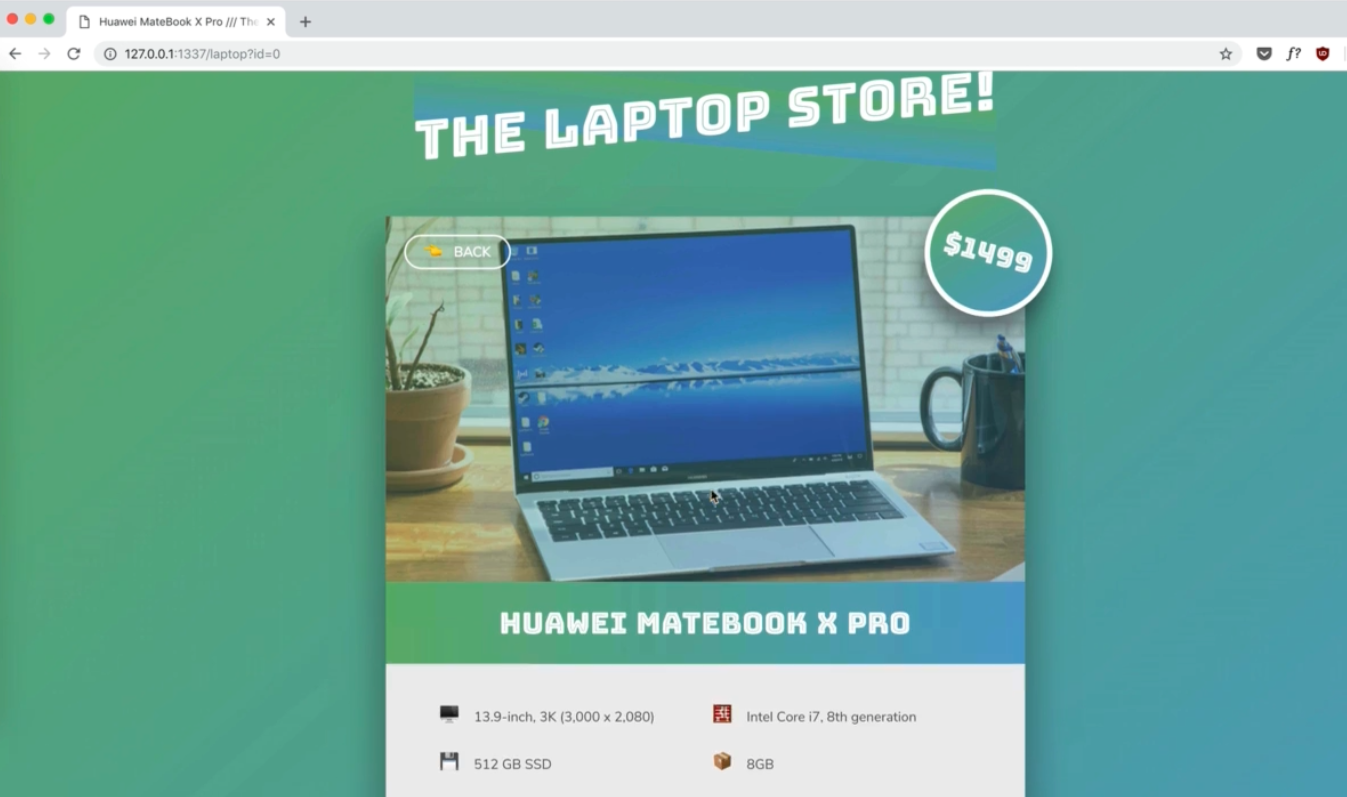 Huawei MateBook X Pro /// The
127.0.0.1:1337/laptop?id=0
f?
THE LAPTOP STORE!
BACK
$1499
HUAWEI MATEBOOK X PRO
13.9-inch, 3K (3,000 x 2,080)
Intel Core i7, 8th generation
512 GB SSD
8GB